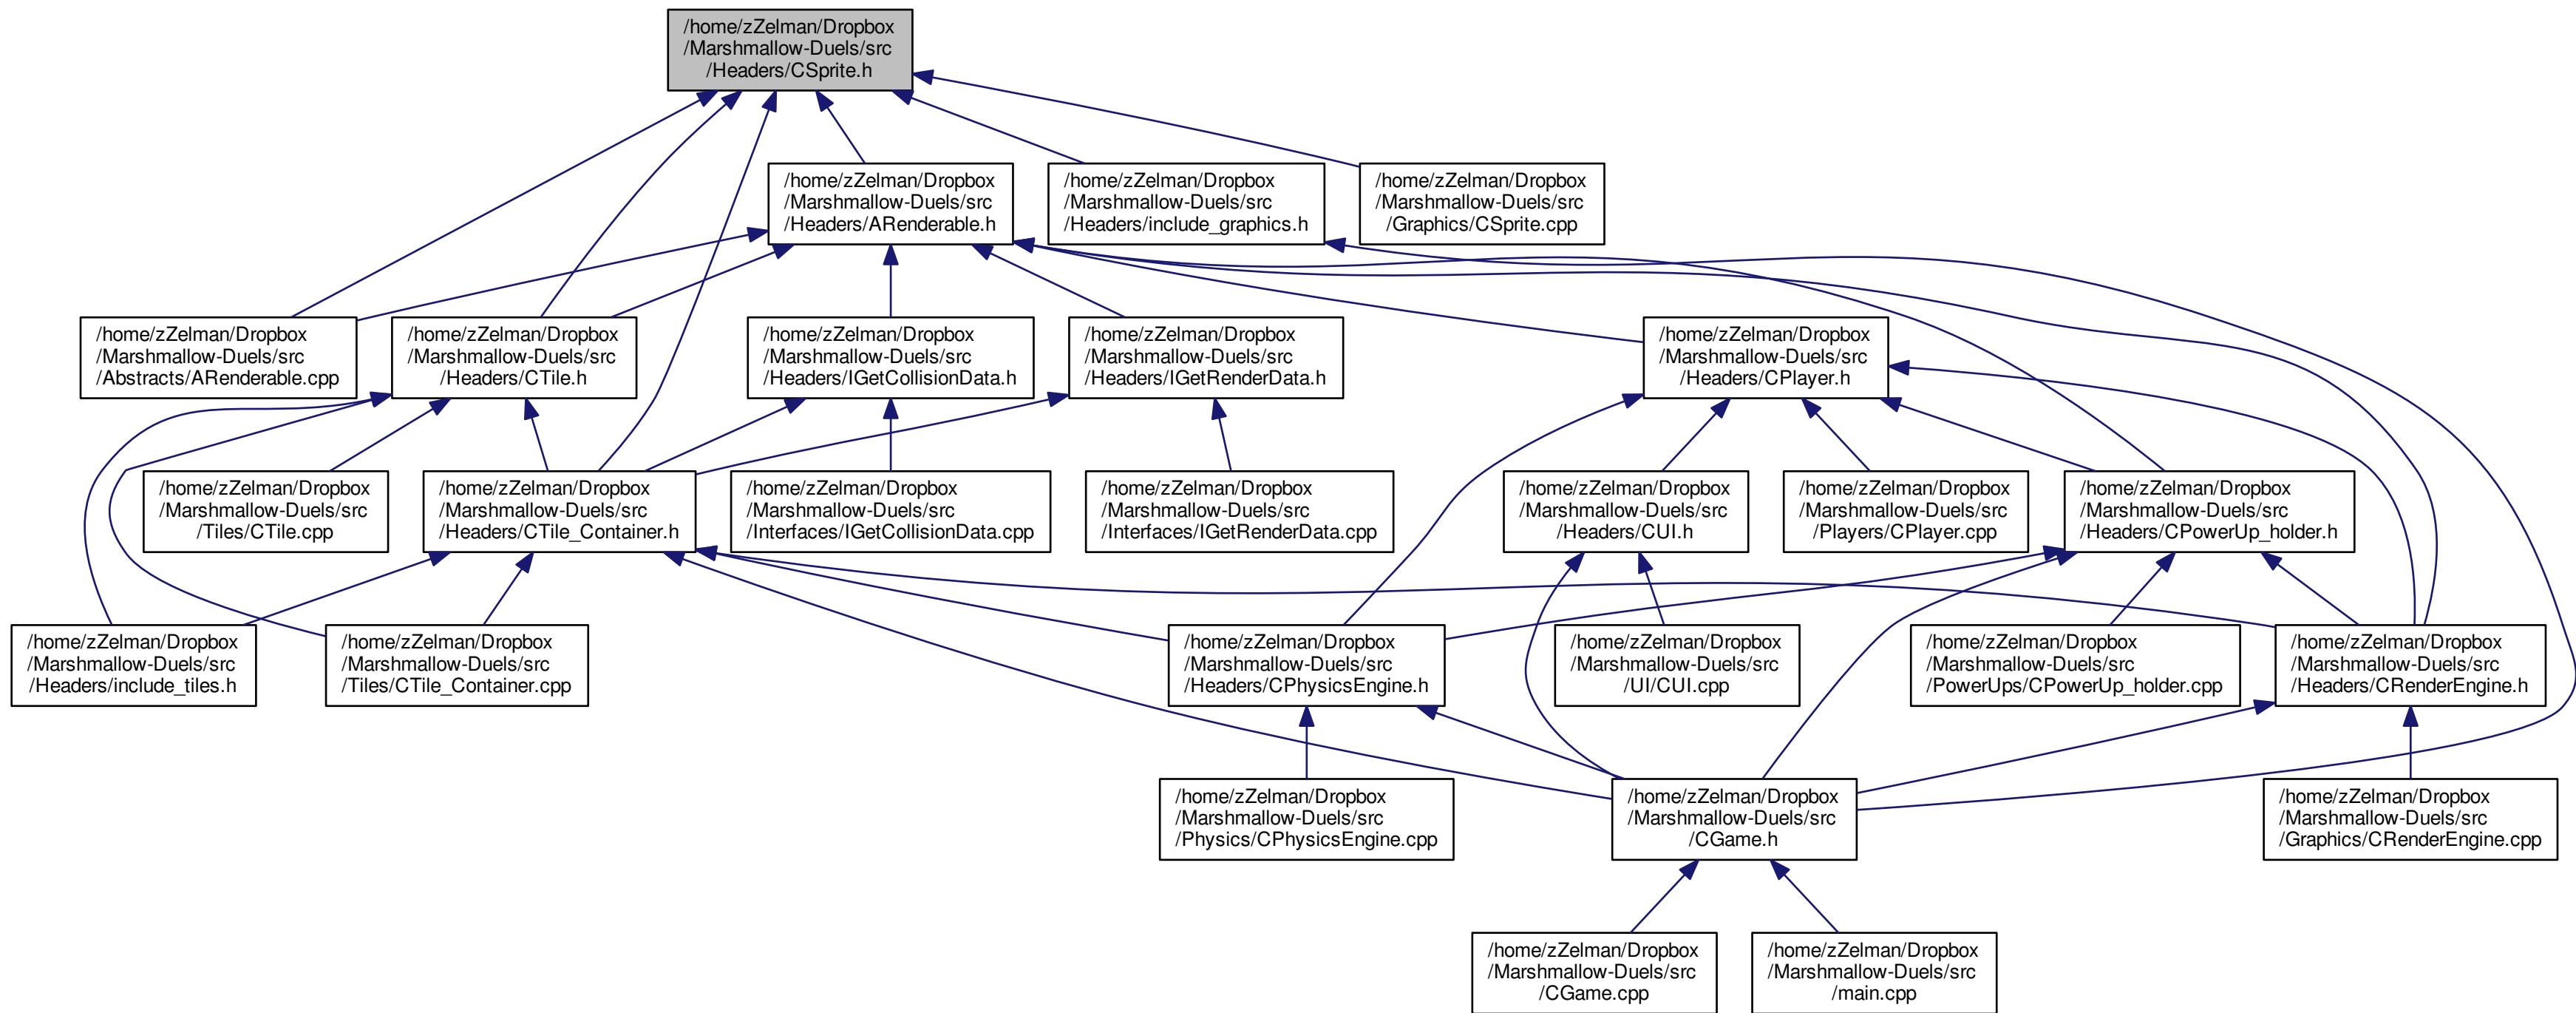 /home/zZelman/Dropbox
/Marshmallow-Duels/src
/Headers/CSprite.h
/home/zZelman/Dropbox
/Marshmallow-Duels/src
/Headers/ARenderable.h
/home/zZelman/Dropbox
/Marshmallow-Duels/src
/Headers/include_graphics.h
/home/zZelman/Dropbox
/Marshmallow-Duels/src
/Graphics/CSprite.cpp
/home/zZelman/Dropbox
/Marshmallow-Duels/src
/Abstracts/ARenderable.cpp
/home/zZelman/Dropbox
/Marshmallow-Duels/src
/Headers/CTile.h
/home/zZelman/Dropbox
/Marshmallow-Duels/src
/Headers/IGetCollisionData.h
/home/zZelman/Dropbox
/Marshmallow-Duels/src
/Headers/IGetRenderData.h
/home/zZelman/Dropbox
/Marshmallow-Duels/src
/Headers/CPlayer.h
/home/zZelman/Dropbox
/Marshmallow-Duels/src
/Tiles/CTile.cpp
/home/zZelman/Dropbox
/Marshmallow-Duels/src
/Headers/CTile_Container.h
/home/zZelman/Dropbox
/Marshmallow-Duels/src
/Interfaces/IGetCollisionData.cpp
/home/zZelman/Dropbox
/Marshmallow-Duels/src
/Interfaces/IGetRenderData.cpp
/home/zZelman/Dropbox
/Marshmallow-Duels/src
/Headers/CUI.h
/home/zZelman/Dropbox
/Marshmallow-Duels/src
/Players/CPlayer.cpp
/home/zZelman/Dropbox
/Marshmallow-Duels/src
/Headers/CPowerUp_holder.h
/home/zZelman/Dropbox
/Marshmallow-Duels/src
/Headers/include_tiles.h
/home/zZelman/Dropbox
/Marshmallow-Duels/src
/Tiles/CTile_Container.cpp
/home/zZelman/Dropbox
/Marshmallow-Duels/src
/Headers/CPhysicsEngine.h
/home/zZelman/Dropbox
/Marshmallow-Duels/src
/UI/CUI.cpp
/home/zZelman/Dropbox
/Marshmallow-Duels/src
/PowerUps/CPowerUp_holder.cpp
/home/zZelman/Dropbox
/Marshmallow-Duels/src
/Headers/CRenderEngine.h
/home/zZelman/Dropbox
/Marshmallow-Duels/src
/Physics/CPhysicsEngine.cpp
/home/zZelman/Dropbox
/Marshmallow-Duels/src
/CGame.h
/home/zZelman/Dropbox
/Marshmallow-Duels/src
/Graphics/CRenderEngine.cpp
/home/zZelman/Dropbox
/Marshmallow-Duels/src
/CGame.cpp
/home/zZelman/Dropbox
/Marshmallow-Duels/src
/main.cpp